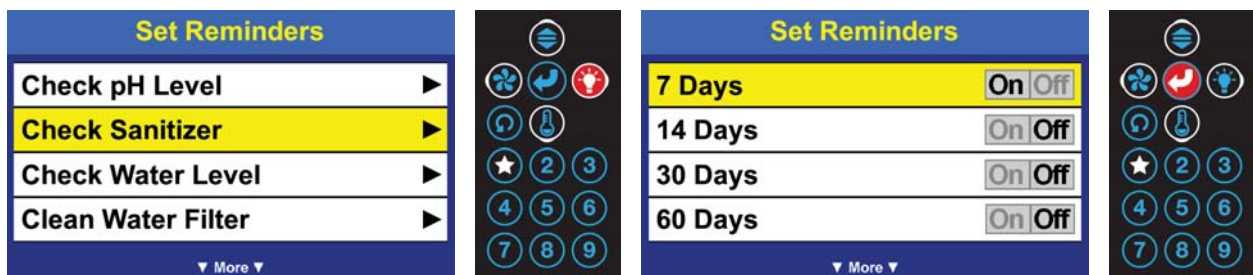 Set Reminders
Check pH Level ▶
Check Sanitizer ▶
Check Water Level ▶
Clean Water Filter ▶
▼ More ▼
2 3
4 5 6
7 8 9
Set Reminders
7 Days On Off
14 Days On Off
30 Days On Off
60 Days On Off
▼ More ▼
2 3
4 5 6
7 8 9